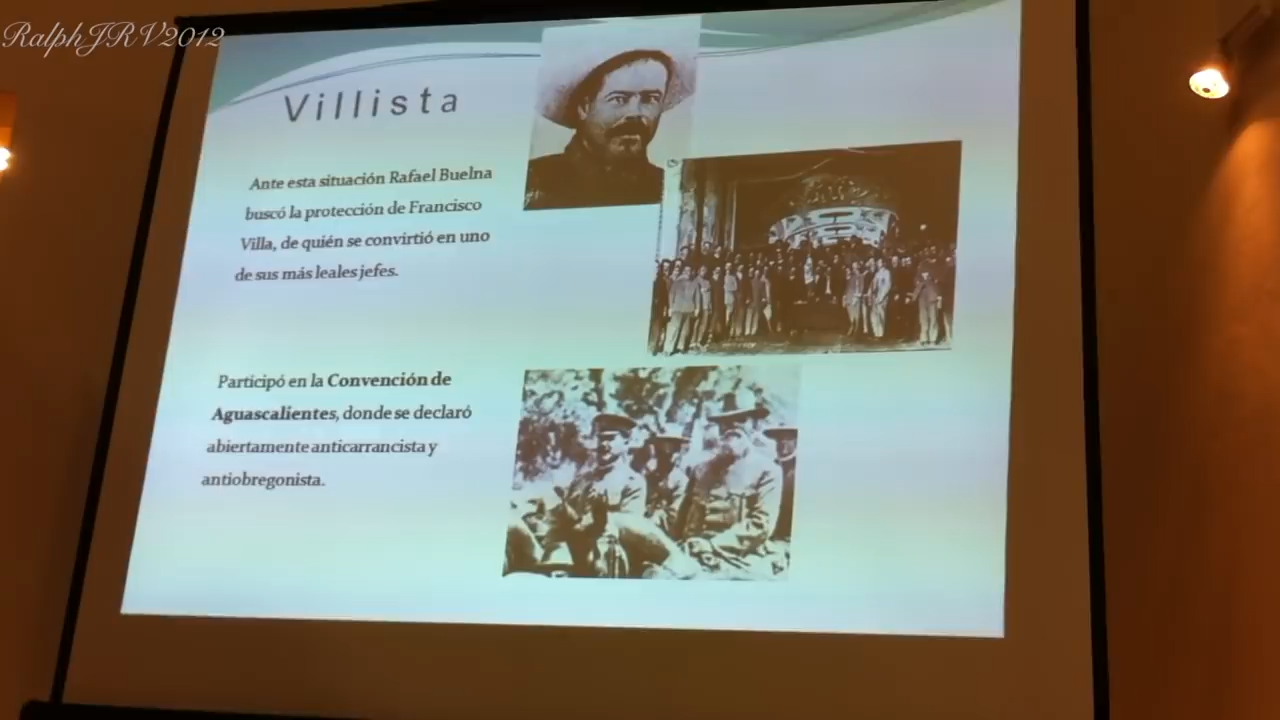 RalphJRV2012
Villista
Ante esta situación Rafael Buelna
buscó la protección de Francisco
Villa, de quién se convirtió en uno
de sus más leales jefes.
Participó en la Convención de
Aguascalientes, donde se declaró
abiertamente anticarrancista y
antiobregonista.